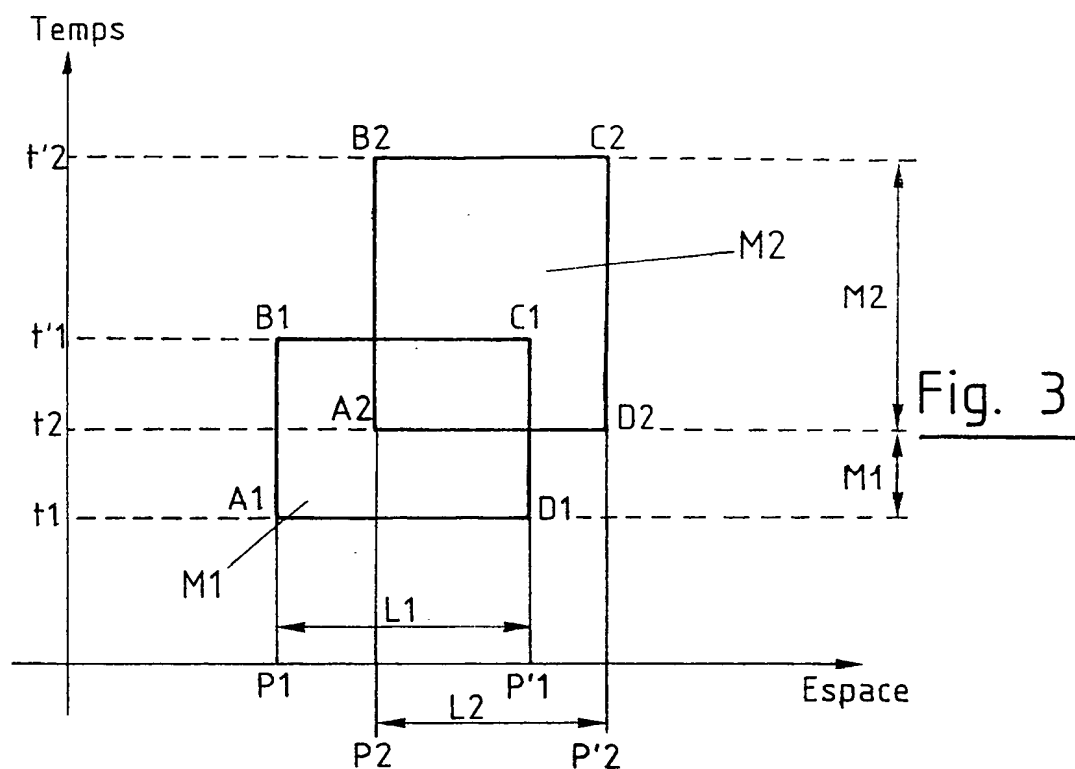 Temps
B2 C2
t'2
M2
M2
B1 C1
t'1
A2 D2
t2
Fig. 3
M1
A1 D1
t1
M1
L1
P1 P'1
Espace
L2
P2 P'2